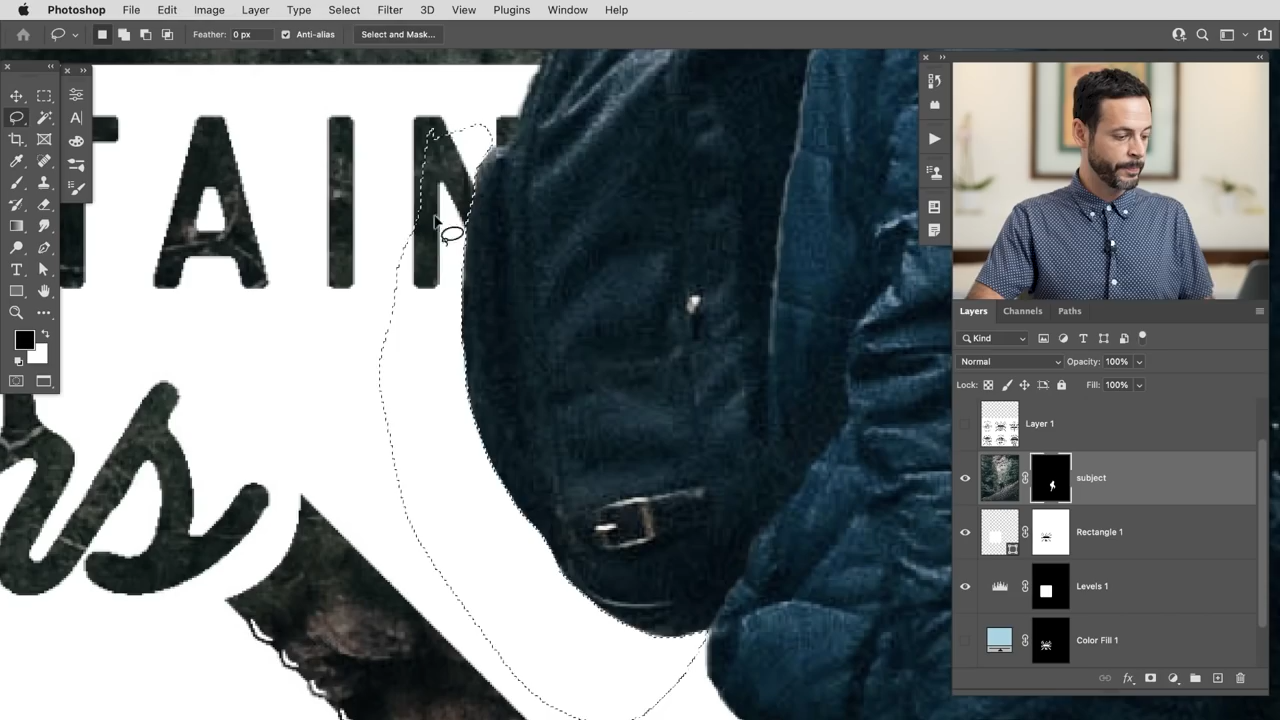 Photoshop File Edit Image Layer Type Select Filter 3D View Plugins Window Help
Feather: 0 px Anti-alias Select and Mask...
TAIN
s
Layers Channels Paths
Kind
Normal Opacity: 100%
Lock: Fill: 100%
Layer 1
subject
Rectangle 1
Levels 1
Color Fill 1